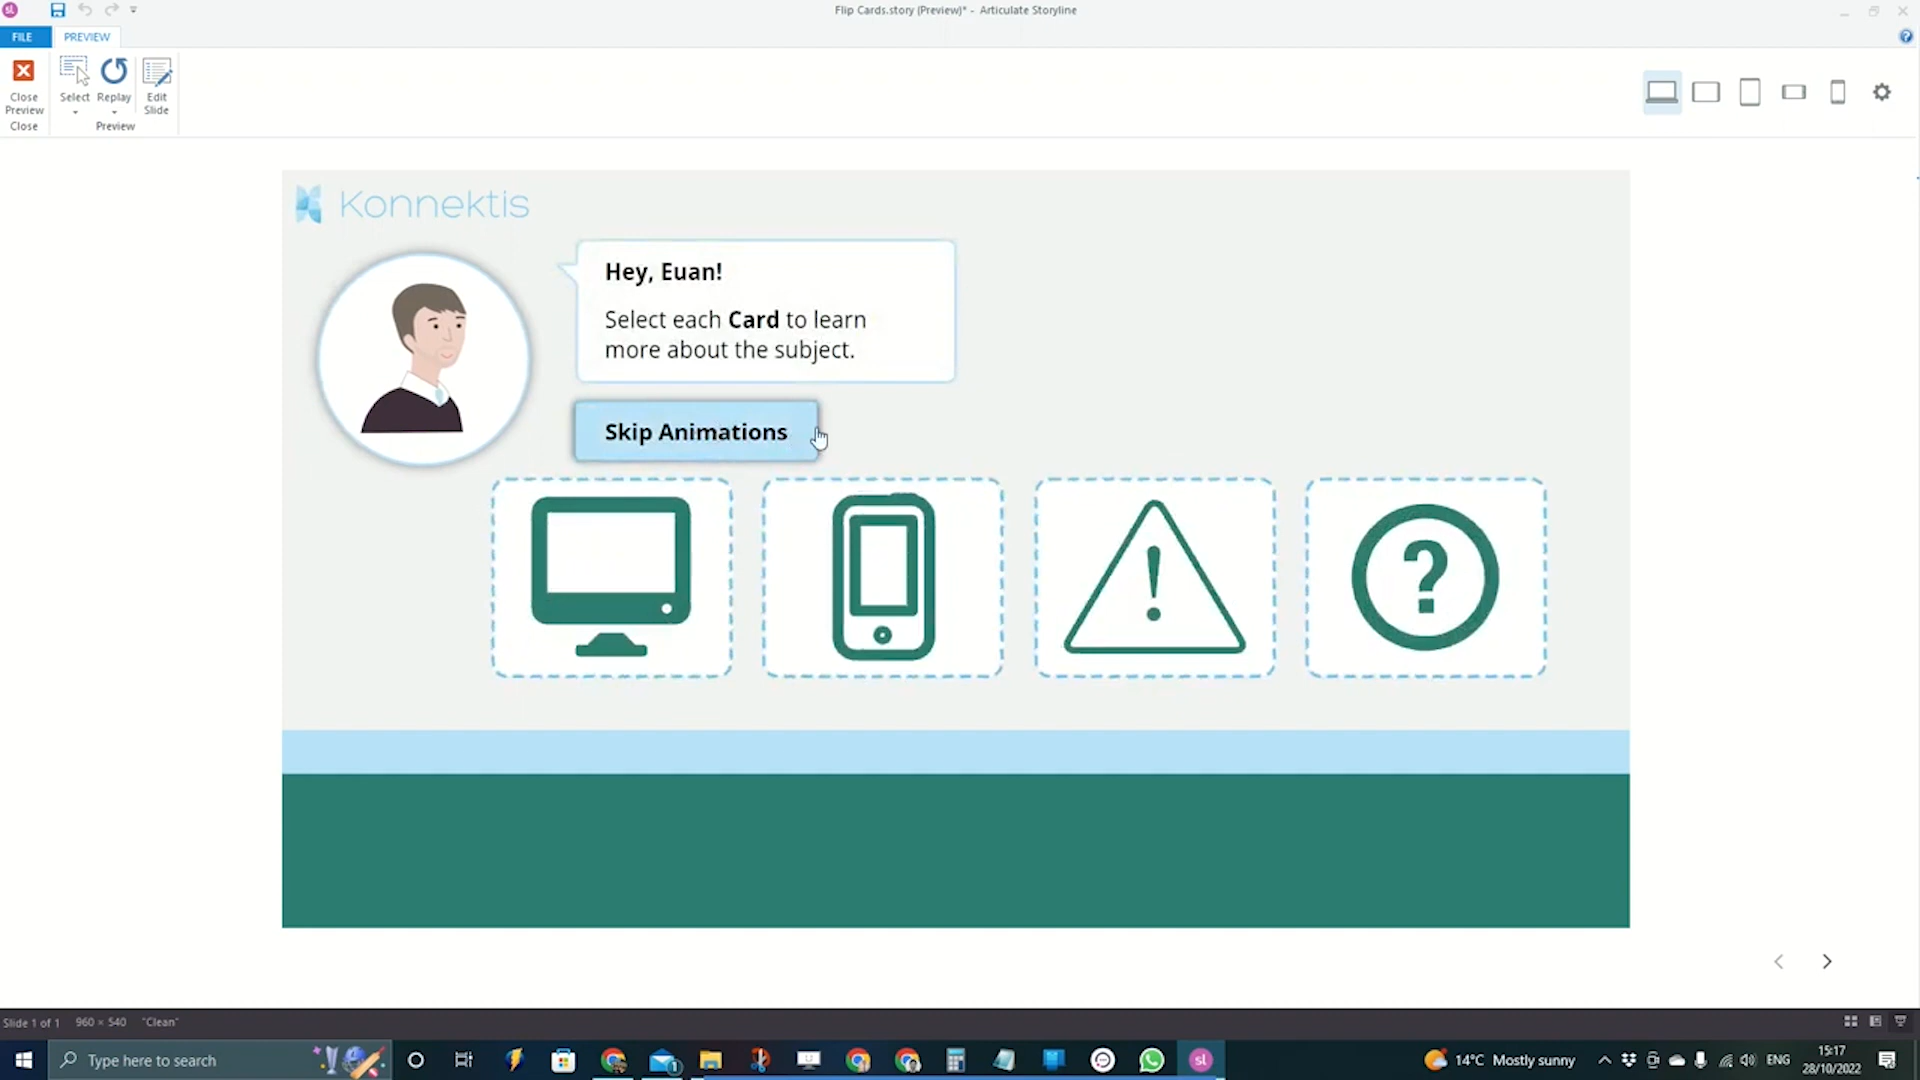 Flip Cards.story (Preview)* - Articulate Storyline
FILE
PREVIEW
Close Preview
Select
Replay
Edit Slide
Close
Preview
Konnektis
Hey, Euan!
Select each Card to learn
more about the subject.
Skip Animations
!
?
Slide 1 of 1
960 × 540
"Clean"
Type here to search
14°C Mostly sunny
ENG
15:17
28/10/2022